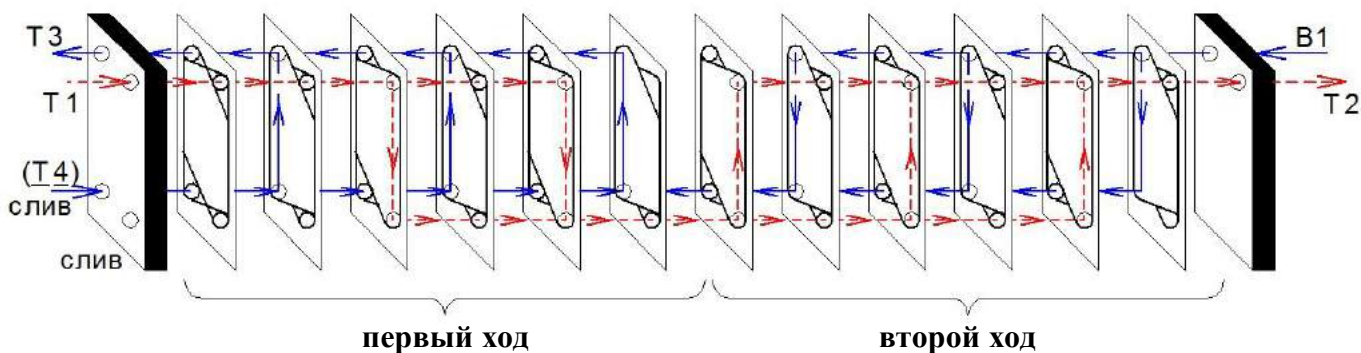 Т3
В1
Т1
Т2
(Т4)
слив
слив
первый ход
второй ход